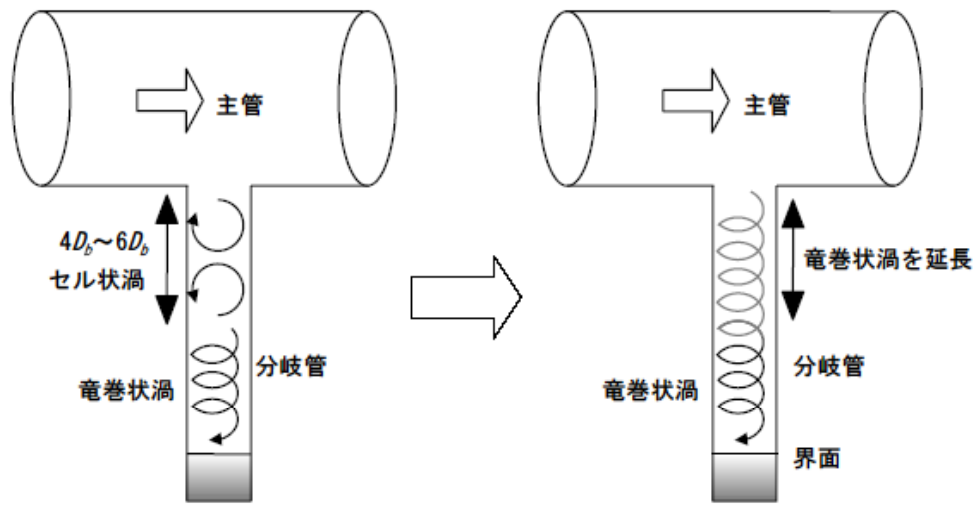 主管
4Db～6Db
セル状渦
竜巻状渦
分岐管
主管
竜巻状渦を延長
竜巻状渦
分岐管
界面